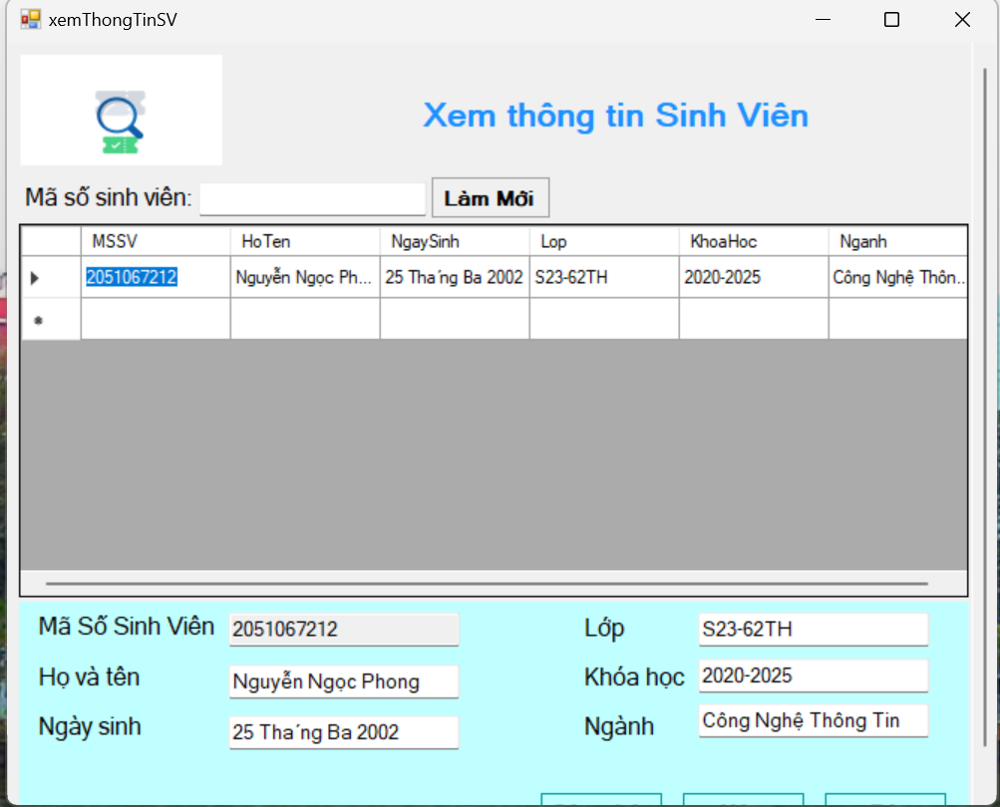 xemThongTinSV
Xem thông tin Sinh Viên
Mã số sinh viên: Làm Mới
MSSV HoTen NgaySinh Lop KhoaHoc Nganh
2051067212 Nguyễn Ngọc Ph... 25 Tha´ng Ba 2002 S23-62TH 2020-2025 Công Nghệ Thôn...
Mã Số Sinh Viên 2051067212 Lớp S23-62TH
Họ và tên Nguyễn Ngọc Phong Khóa học 2020-2025
Ngày sinh 25 Tha´ng Ba 2002 Ngành Công Nghệ Thông Tin